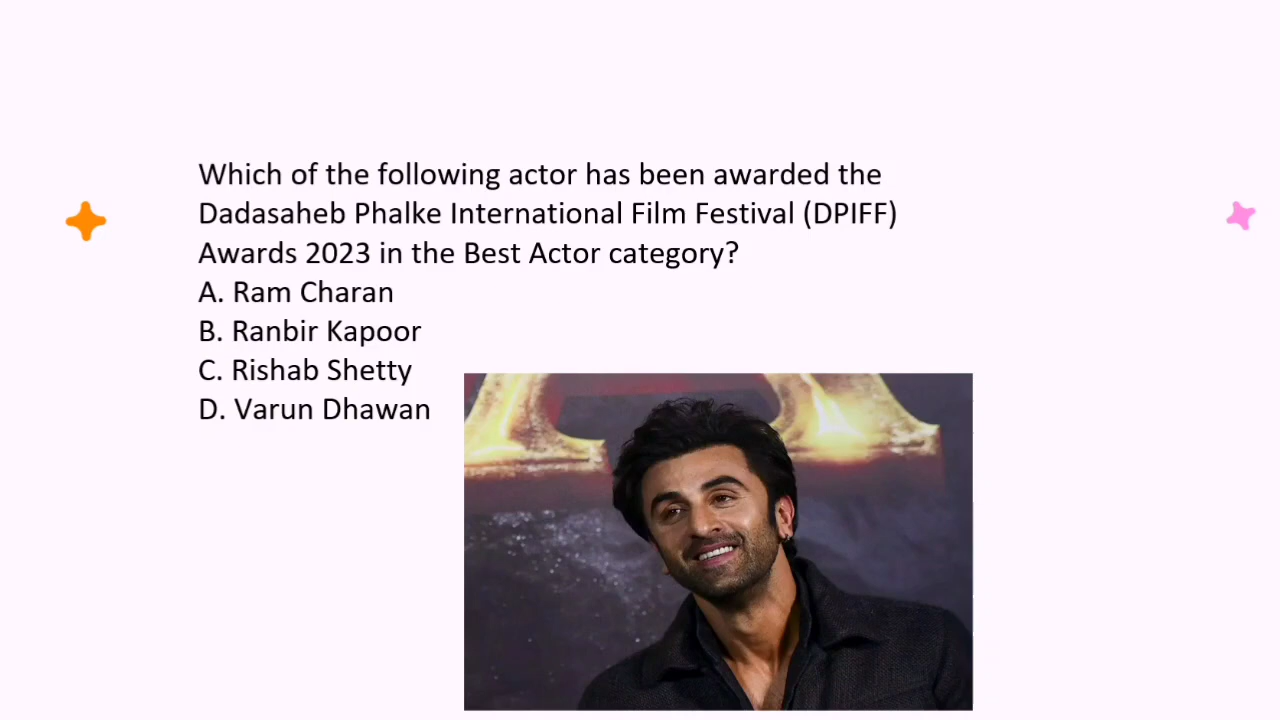 Which of the following actor has been awarded the
Dadasaheb Phalke International Film Festival (DPIFF)
Awards 2023 in the Best Actor category?
A. Ram Charan
B. Ranbir Kapoor
C. Rishab Shetty
D. Varun Dhawan